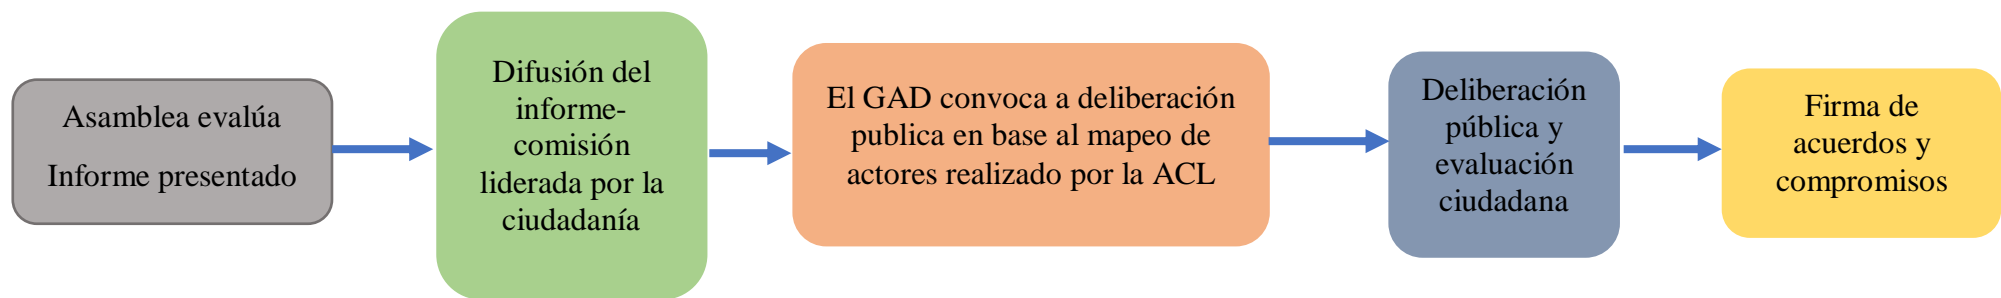 Asamblea evalúa
Informe presentado
Difusión del
informe-
comisión
liderada por la
ciudadanía
El GAD convoca a deliberación
publica en base al mapeo de
actores realizado por la ACL
Deliberación
pública y
evaluación
ciudadana
Firma de
acuerdos y
compromisos